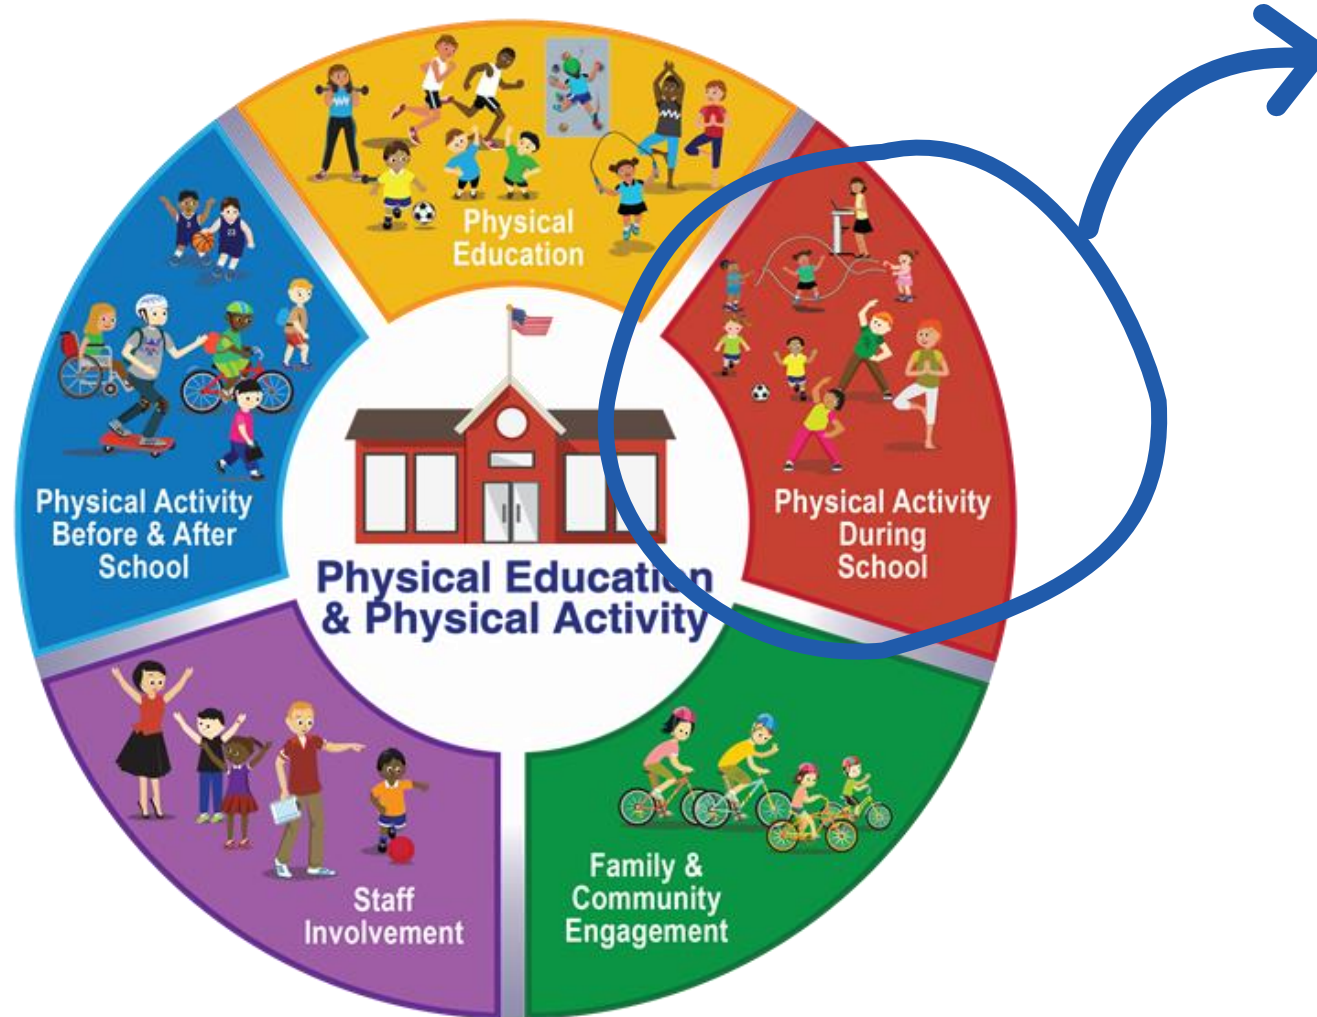 Physical
Education
Physical Activity
Before & After
School
Physical Activity
During
School
Physical Education
& Physical Activity
Staff
Involvement
Family &
Community
Engagement